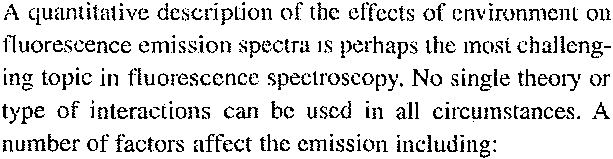 A quantitative description of the effects of environment on
fluorescence emission spectra is perhaps the most challeng-
ing topic in fluorescence spectroscopy. No single theory or
type of interactions can be used in all circumstances. A
number of factors affect the emission including: